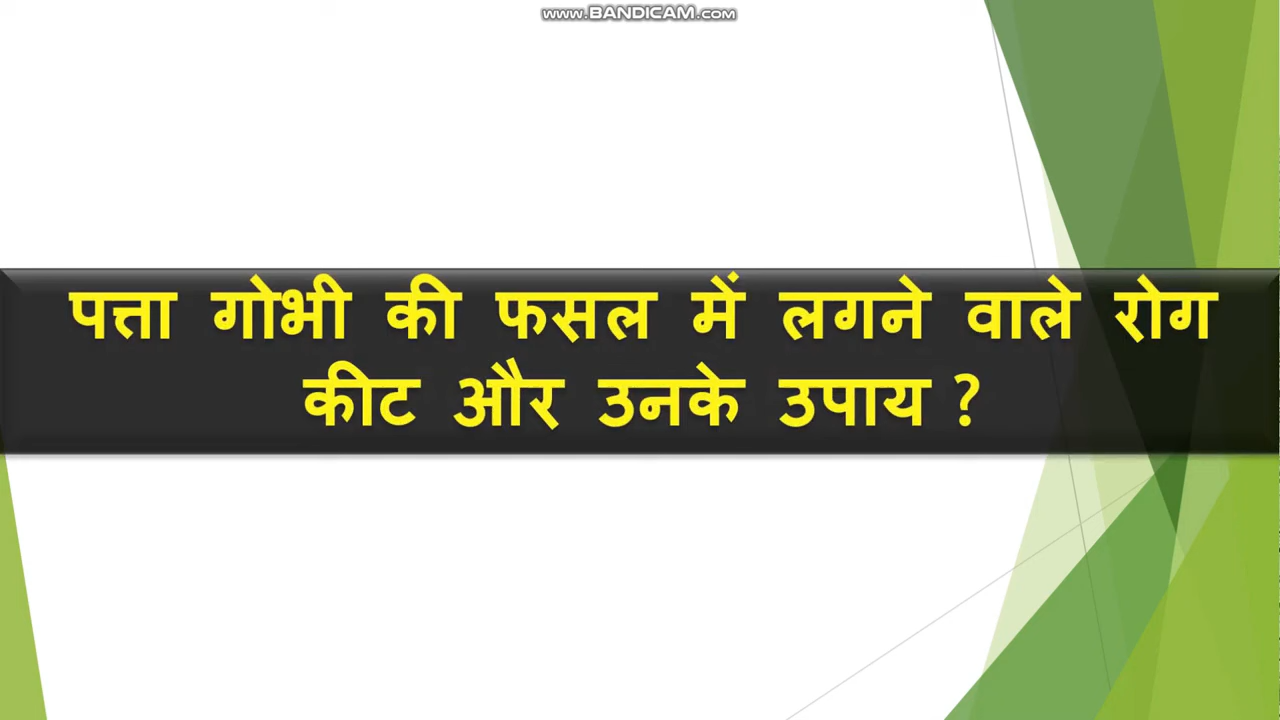 www.BANDICAM.com
पत्ता गोभी की फसल में लगने वाले रोग
कीट और उनके उपाय ?